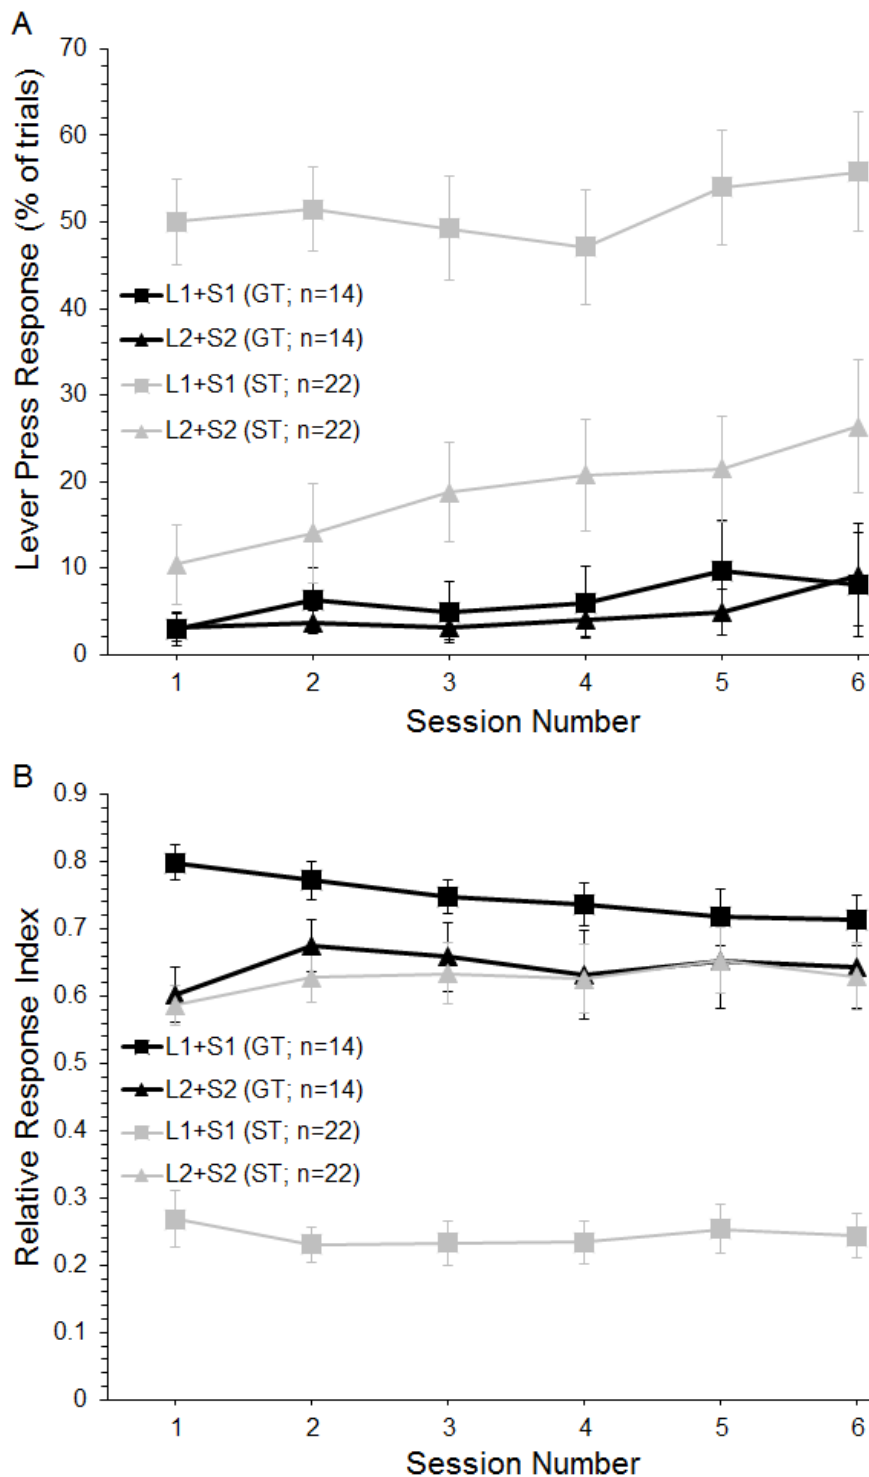 A
Lever Press Response (% of trials)
70
60
50
40
30
20
10
0
L1+S1 (GT; n=14)
L2+S2 (GT; n=14)
L1+S1 (ST; n=22)
L2+S2 (ST; n=22)
1 2 3 4 5 6
Session Number
B
Relative Response Index
0.9
0.8
0.7
0.6
0.5
0.4
0.3
0.2
0.1
0
L1+S1 (GT; n=14)
L2+S2 (GT; n=14)
L1+S1 (ST; n=22)
L2+S2 (ST; n=22)
1 2 3 4 5 6
Session Number